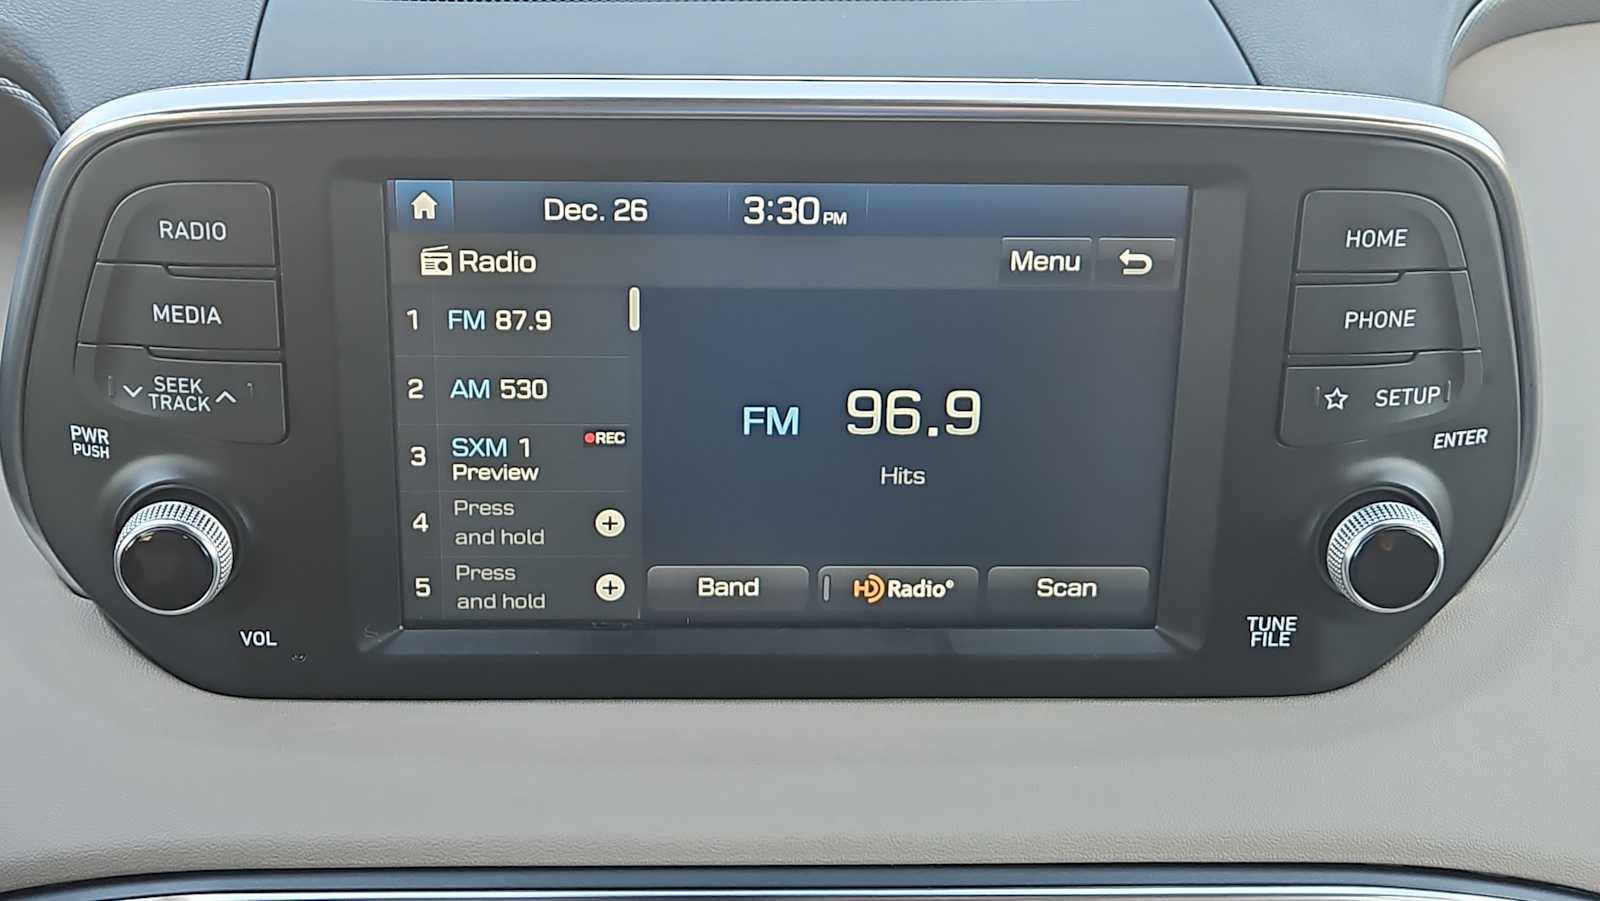 Dec. 26 3:30 PM
Radio Menu
1 FM 87.9
2 AM 530
3 SXM 1 REC
Preview
4 Press
and hold
5 Press
and hold
FM 96.9
Hits
Band HD Radio® Scan
RADIO
MEDIA
SEEK
TRACK
PWR
PUSH
VOL
HOME
PHONE
SETUP
ENTER
TUNE
FILE